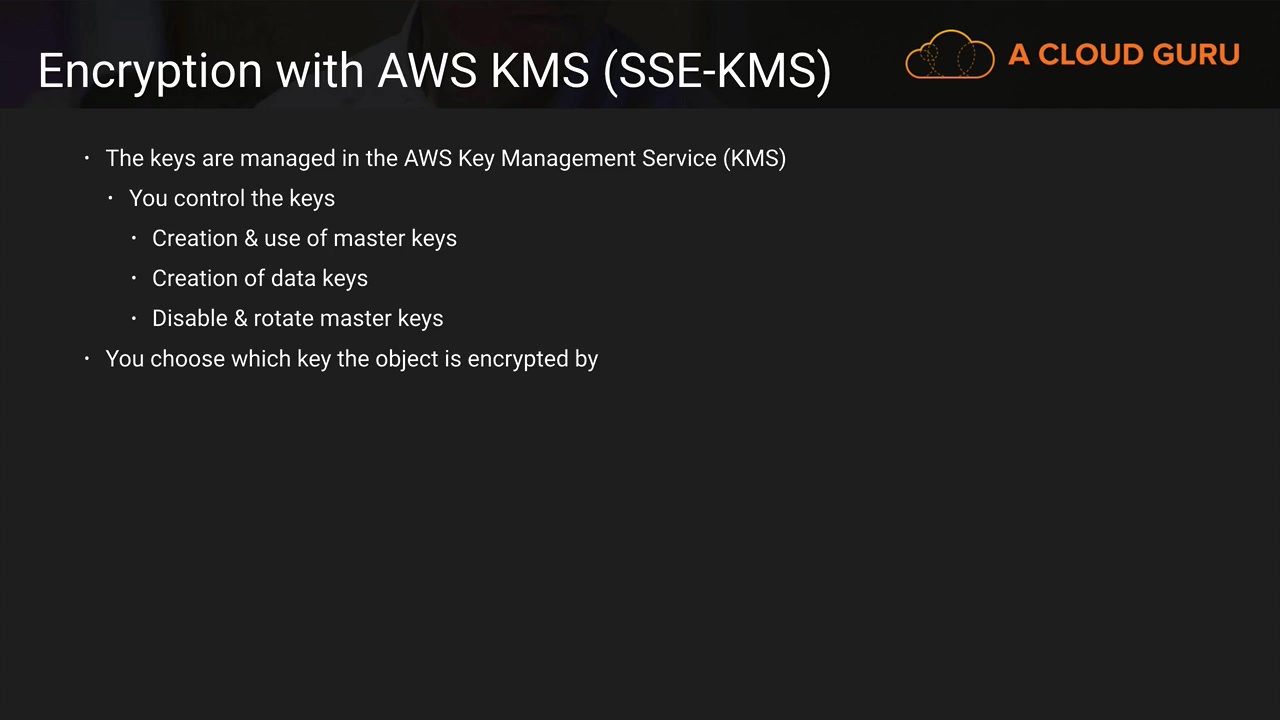 Encryption with AWS KMS (SSE-KMS)
A CLOUD GURU
• The keys are managed in the AWS Key Management Service (KMS)
• You control the keys
• Creation & use of master keys
• Creation of data keys
• Disable & rotate master keys
• You choose which key the object is encrypted by